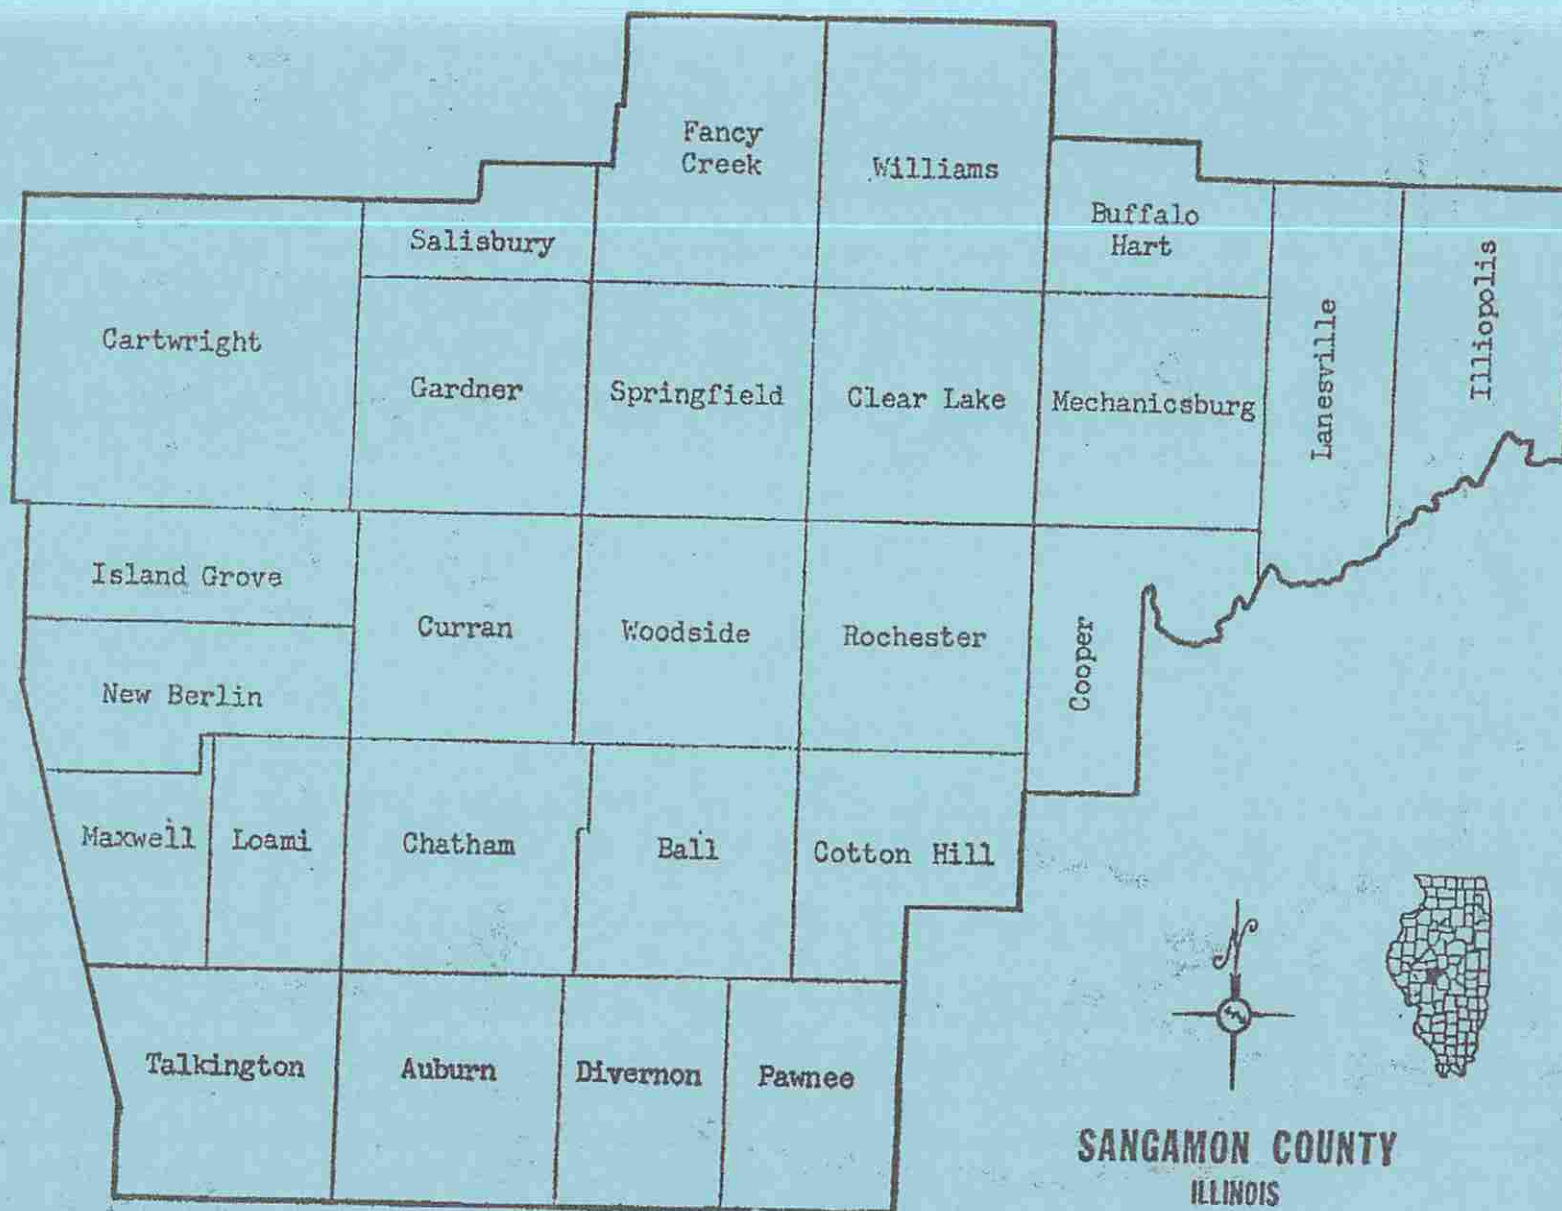 Fancy
Creek
Williams
Buffalo
Hart
Salisbury
Lanesville
Illiopolis
Cartwright
Gardner
Springfield
Clear Lake
Mechanicsburg
Island Grove
Curran
Woodside
Rochester
Cooper
New Berlin
Maxwell
Loami
Chatham
Ball
Cotton Hill
N
Talkington
Auburn
Divernon
Pawnee
SANGAMON COUNTY
ILLINOIS